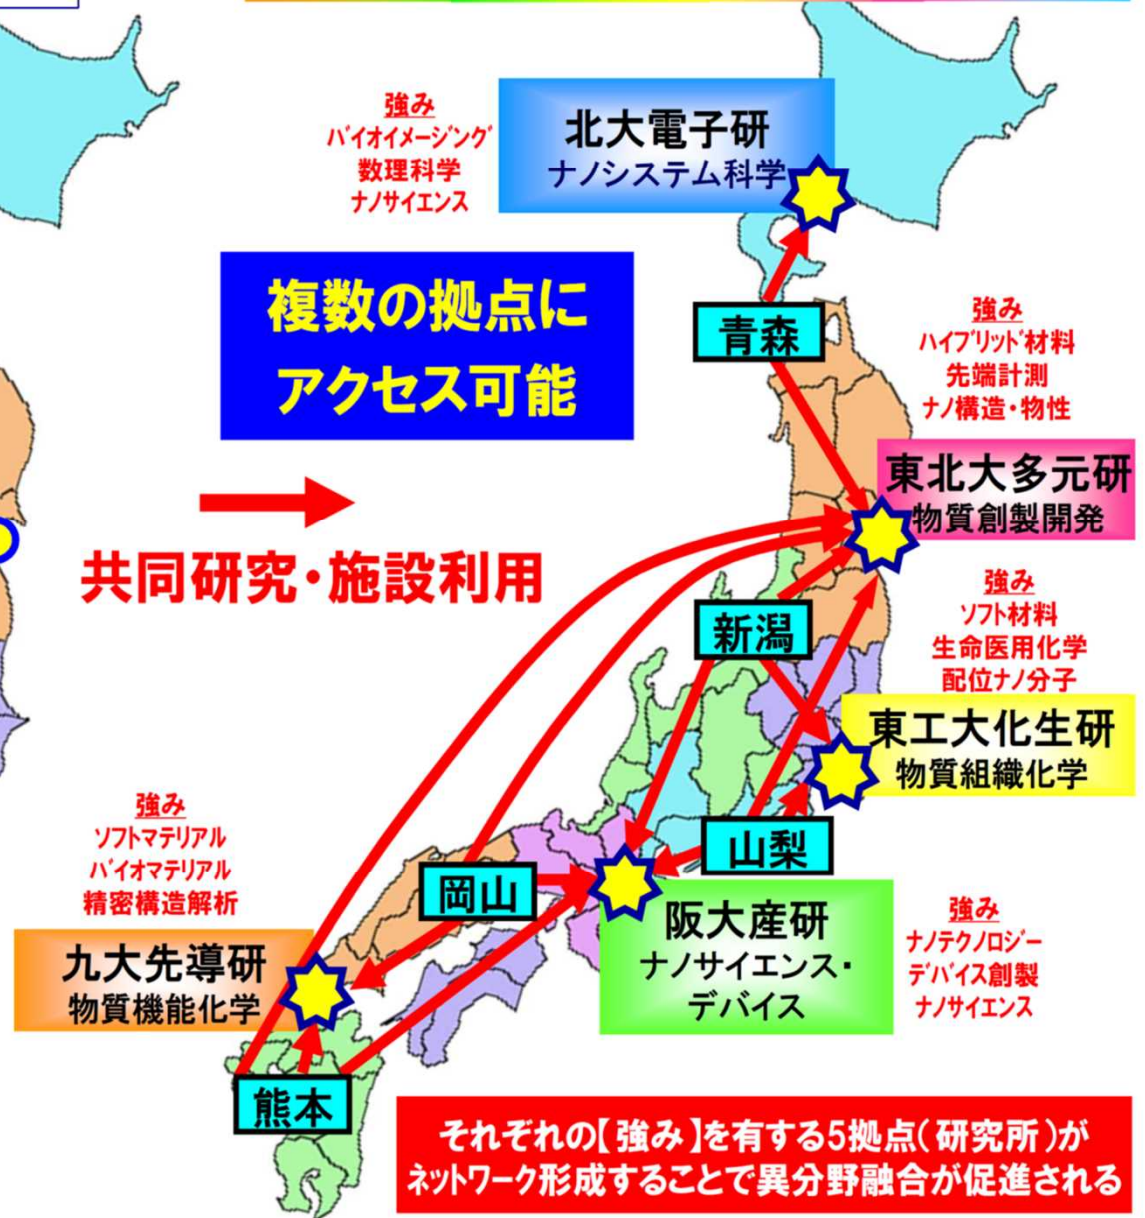 強み
バイオイメージング
数理科学
ナノサイエンス
北大電子研
ナノシステム科学
複数の拠点に
アクセス可能
青森
強み
ハイブリッド材料
先端計測
ナノ構造・物性
東北大多元研
物質創製開発
共同研究・施設利用
新潟
強み
ソフト材料
生命医用化学
配位ナノ分子
東工大化生研
物質組織化学
山梨
岡山
強み
ソフトマテリアル
バイオマテリアル
精密構造解析
九大先導研
物質機能化学
阪大産研
ナノサイエンス・
デバイス
強み
ナノテクノロジー
デバイス創製
ナノサイエンス
熊本
それぞれの【強み】を有する5拠点(研究所)が
ネットワーク形成することで異分野融合が促進される